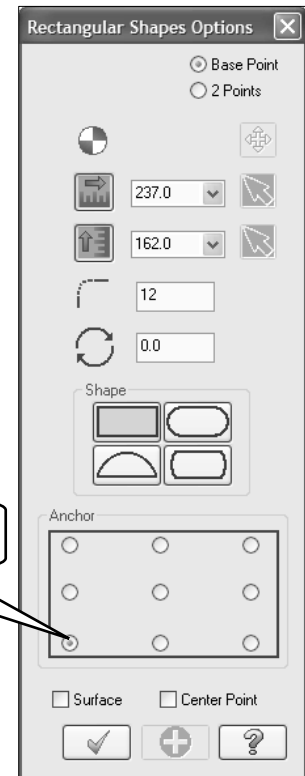 Rectangular Shapes Options
Base Point
2 Points
237.0
162.0
12
0.0
Shape
Anchor
Surface
Center Point